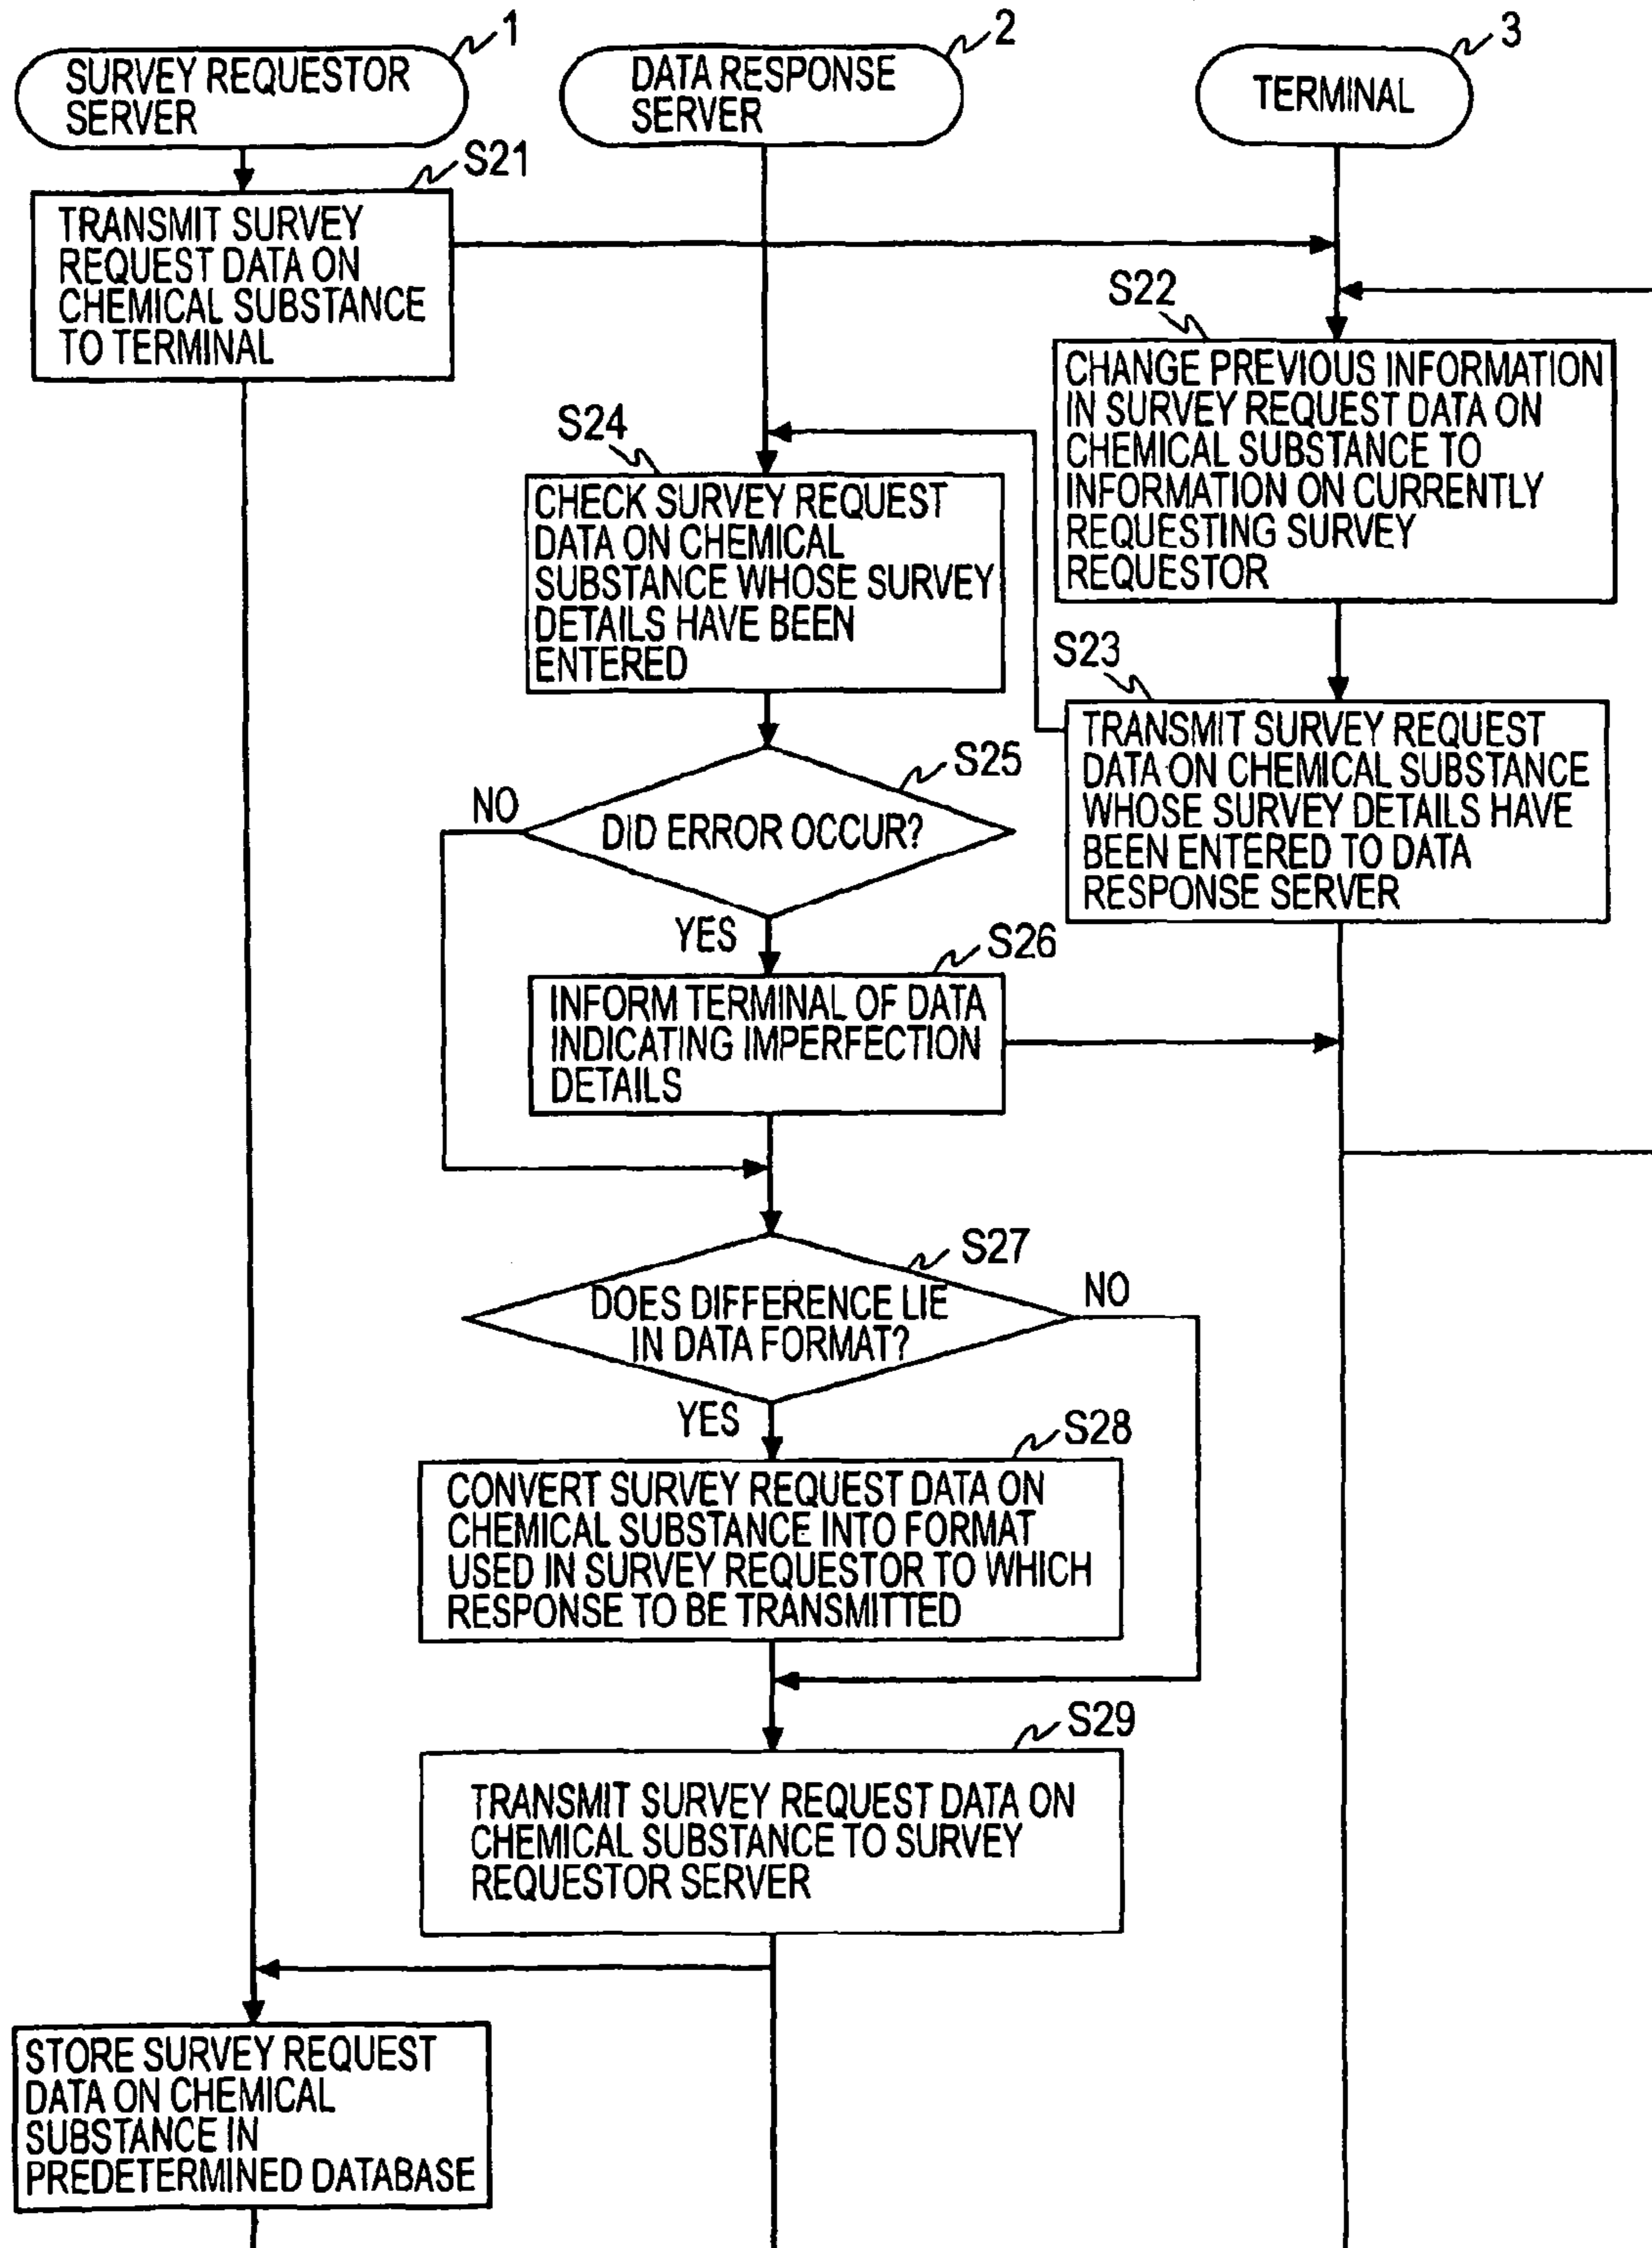 1
SURVEY REQUESTOR
SERVER
2
DATA RESPONSE
SERVER
3
TERMINAL
S21
TRANSMIT SURVEY
REQUEST DATA ON
CHEMICAL SUBSTANCE
TO TERMINAL
S22
CHANGE PREVIOUS INFORMATION
IN SURVEY REQUEST DATA ON
CHEMICAL SUBSTANCE TO
INFORMATION ON CURRENTLY
REQUESTING SURVEY
REQUESTOR
S23
TRANSMIT SURVEY REQUEST
DATA ON CHEMICAL SUBSTANCE
WHOSE SURVEY DETAILS HAVE
BEEN ENTERED TO DATA
RESPONSE SERVER
S24
CHECK SURVEY REQUEST
DATA ON CHEMICAL
SUBSTANCE WHOSE SURVEY
DETAILS HAVE BEEN
ENTERED
S25
DID ERROR OCCUR?
NO
YES
S26
INFORM TERMINAL OF DATA
INDICATING IMPERFECTION
DETAILS
S27
DOES DIFFERENCE LIE
IN DATA FORMAT?
NO
YES
S28
CONVERT SURVEY REQUEST DATA ON
CHEMICAL SUBSTANCE INTO FORMAT
USED IN SURVEY REQUESTOR TO WHICH
RESPONSE TO BE TRANSMITTED
S29
TRANSMIT SURVEY REQUEST DATA ON
CHEMICAL SUBSTANCE TO SURVEY
REQUESTOR SERVER
STORE SURVEY REQUEST
DATA ON CHEMICAL
SUBSTANCE IN
PREDETERMINED DATABASE